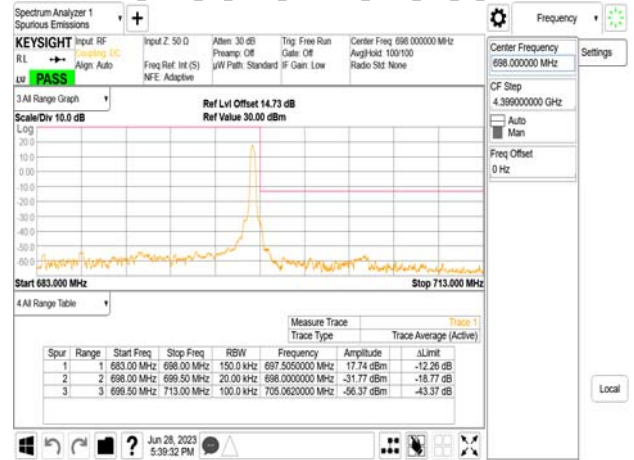 Spectrum Analyzer 1
Spurious Emissions
Frequency
KEYSIGHT
RL
PASS
Input: RF
Coupling: DC
Align: Auto
Input Z: 50 Ω
Freq Ref: Int (S)
NFE: Adaptive
Atten: 30 dB
Preamp: Off
µW Path: Standard
Trig: Free Run
Gate: Off
IF Gain: Low
Center Freq: 698.000000 MHz
Avg|Hold: 100/100
Radio Std: None
Center Frequency
698.000000 MHz
Settings
CF Step
4.399000000 GHz
Auto
Man
Freq Offset
0 Hz
Local
3 All Range Graph
Scale/Div 10.0 dB
Ref Lvl Offset 14.73 dB
Ref Value 30.00 dBm
Log
20.0
10.0
0.00
-10.0
-20.0
-30.0
-40.0
-50.0
-60.0
Start 683.000 MHz
Stop 713.000 MHz
4 All Range Table
Measure Trace Trace 1
Trace Type Trace Average (Active)
Spur Range Start Freq Stop Freq RBW Frequency Amplitude ΔLimit
1 1 683.00 MHz 698.00 MHz 150.0 kHz 697.5050000 MHz 17.74 dBm -12.26 dB
2 2 698.00 MHz 699.50 MHz 20.00 kHz 698.0000000 MHz -31.77 dBm -18.77 dB
3 3 699.50 MHz 713.00 MHz 100.0 kHz 705.0620000 MHz -56.37 dBm -43.37 dB
Jun 28, 2023
5:39:32 PM